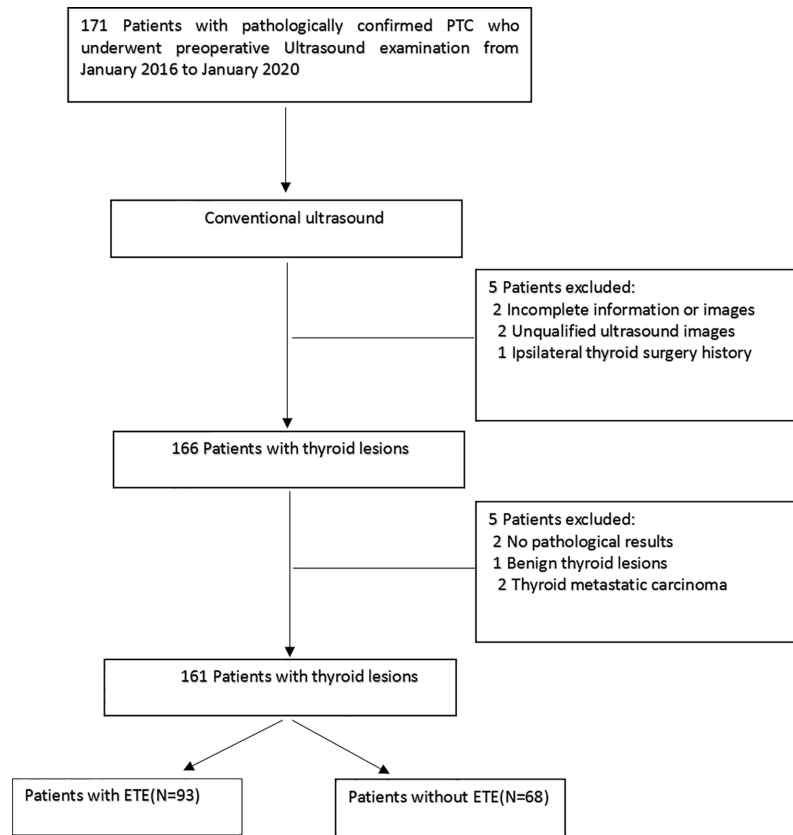 171 Patients with pathologically confirmed PTC who
underwent preoperative Ultrasound examination from
January 2016 to January 2020
Conventional ultrasound
5 Patients excluded:
2 Incomplete information or images
2 Unqualified ultrasound images
1 Ipsilateral thyroid surgery history
166 Patients with thyroid lesions
5 Patients excluded:
2 No pathological results
1 Benign thyroid lesions
2 Thyroid metastatic carcinoma
161 Patients with thyroid lesions
Patients with ETE(N=93)
Patients without ETE(N=68)